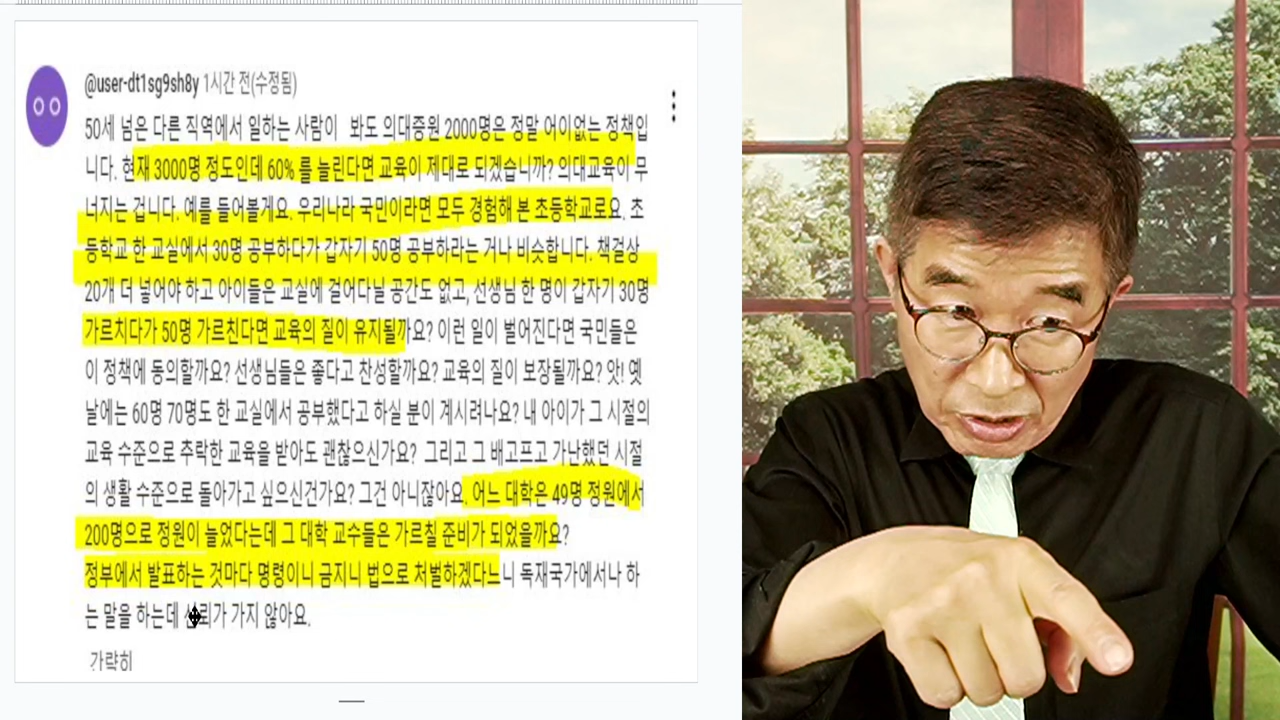 @user-dt1sg9sh8y 1시간 전(수정됨)
50세 넘은 다른 직역에서 일하는 사람이 봐도 의대증원 2000명은 정말 어이없는 정책입
니다. 현재 3000명 정도인데 60% 를 늘린다면 교육이 제대로 되겠습니까? 의대교육이 무
너지는 겁니다. 예를 들어볼게요. 우리나라 국민이라면 모두 경험해 본 초등학교로요. 초
등학교 한 교실에서 30명 공부하다가 갑자기 50명 공부하라는 거나 비슷합니다. 책걸상
20개 더 넣어야 하고 아이들은 교실에 걸어다닐 공간도 없고, 선생님 한 명이 갑자기 30명
가르치다가 50명 가르친다면 교육의 질이 유지될까요? 이런 일이 벌어진다면 국민들은
이 정책에 동의할까요? 선생님들은 좋다고 찬성할까요? 교육의 질이 보장될까요? 앗! 옛
날에는 60명 70명도 한 교실에서 공부했다고 하실 분이 계시려나요? 내 아이가 그 시절의
교육 수준으로 추락한 교육을 받아도 괜찮으신가요? 그리고 그 배고프고 가난했던 시절
의 생활 수준으로 돌아가고 싶으신건가요? 그건 아니잖아요. 어느 대학은 49명 정원에서
200명으로 정원이 늘었다는데 그 대학 교수들은 가르칠 준비가 되었을까요?
정부에서 발표하는 것마다 명령이니 금지니 법으로 처벌하겠다느니 독재국가에서나 하
는 말을 하는데 신뢰가 가지 않아요.
간략히